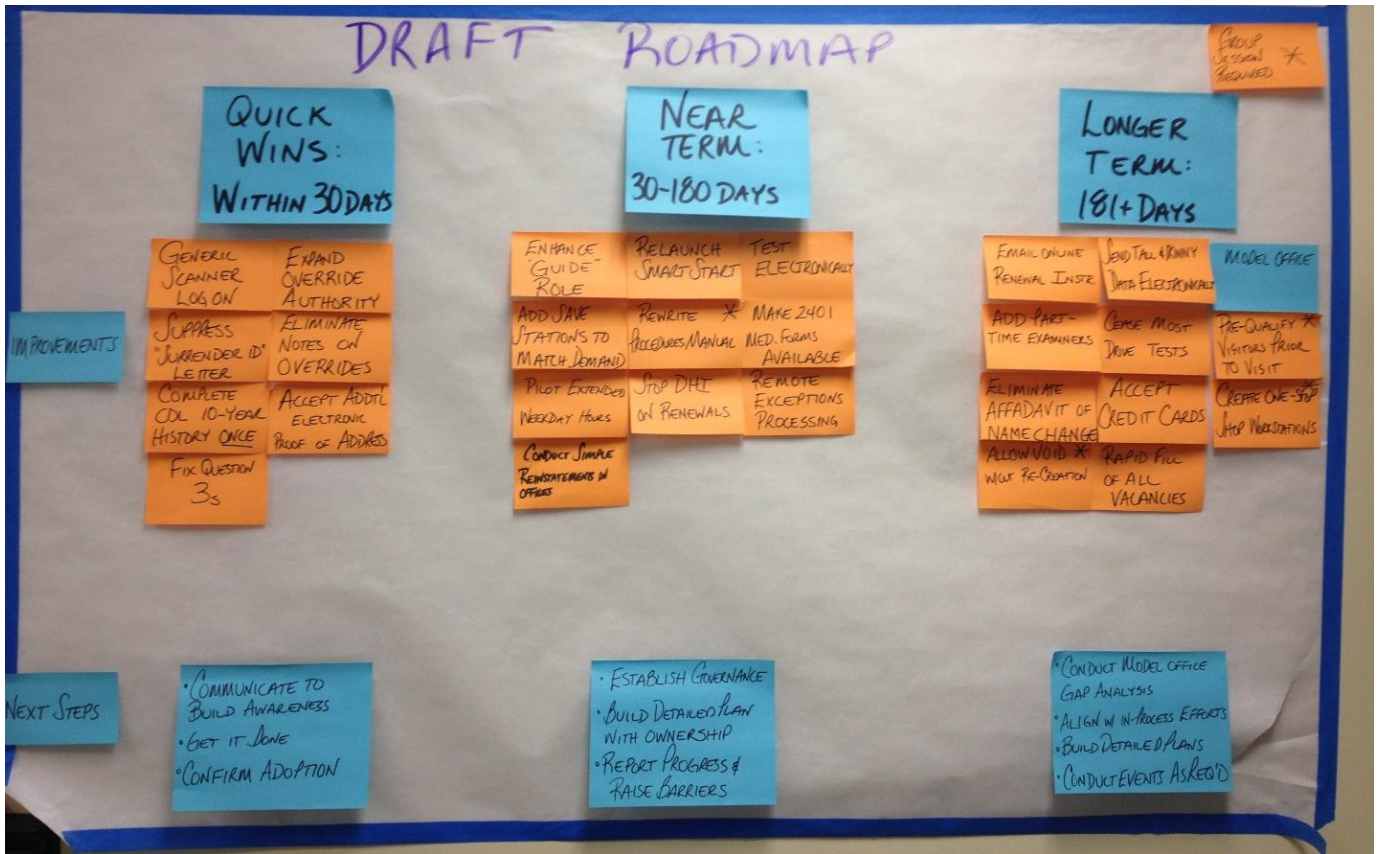 DRAFT ROADMAP
GROUP
SESSION *
REQUIRED
QUICK
WINS:
WITHIN 30 DAYS
NEAR
TERM:
30-180 DAYS
LONGER
TERM:
181+ DAYS
IMPROVEMENTS
GENERIC
SCANNER
LOG ON
EXPAND
OVERRIDE
AUTHORITY
SUPPRESS
"SURRENDER ID"
LETTER
ELIMINATE
NOTES ON
OVERRIDES
COMPLETE
CDL 10-YEAR
HISTORY ONCE
ACCEPT ADDT'L
ELECTRONIC
PROOF OF ADDRESS
FIX QUESTION
3s
ENHANCE
"GUIDE"
ROLE
RELAUNCH
SMART START
TEST
ELECTRONICALLY
ADD SAVE
STATIONS TO
MATCH DEMAND
REWRITE *
PROCEDURES MANUAL
MAKE 2401
MED. FORMS
AVAILABLE
PILOT EXTENDED
WEEKDAY HOURS
STOP DHI
ON RENEWALS
REMOTE
EXCEPTIONS
PROCESSING
CONDUCT SIMPLE
REINSTATEMENTS IN
OFFICES
EMAIL ONLINE
RENEWAL INSTR.
SEND TALL & SKINNY
DATA ELECTRONICALLY
MODEL OFFICE
ADD PART-
TIME EXAMINERS
CEASE MOST
DRIVE TESTS
PRE-QUALIFY *
VISITORS PRIOR
TO VISIT
ELIMINATE
AFFADAVIT OF
NAME CHANGE
ACCEPT
CREDIT CARDS
CREATE ONE-STOP *
SHOP WORKSTATIONS
ALLOW VOID *
W/OUT RE-CREATION
RAPID FILL
OF ALL
VACANCIES
NEXT STEPS
• COMMUNICATE TO
BUILD AWARENESS
• GET IT DONE
• CONFIRM ADOPTION
• ESTABLISH GOVERNANCE
• BUILD DETAILED PLAN
WITH OWNERSHIP
• REPORT PROGRESS &
RAISE BARRIERS
• CONDUCT MODEL OFFICE
GAP ANALYSIS
• ALIGN W IN-PROCESS EFFORTS
• BUILD DETAILED PLANS
• CONDUCT EVENTS AS REQ'D